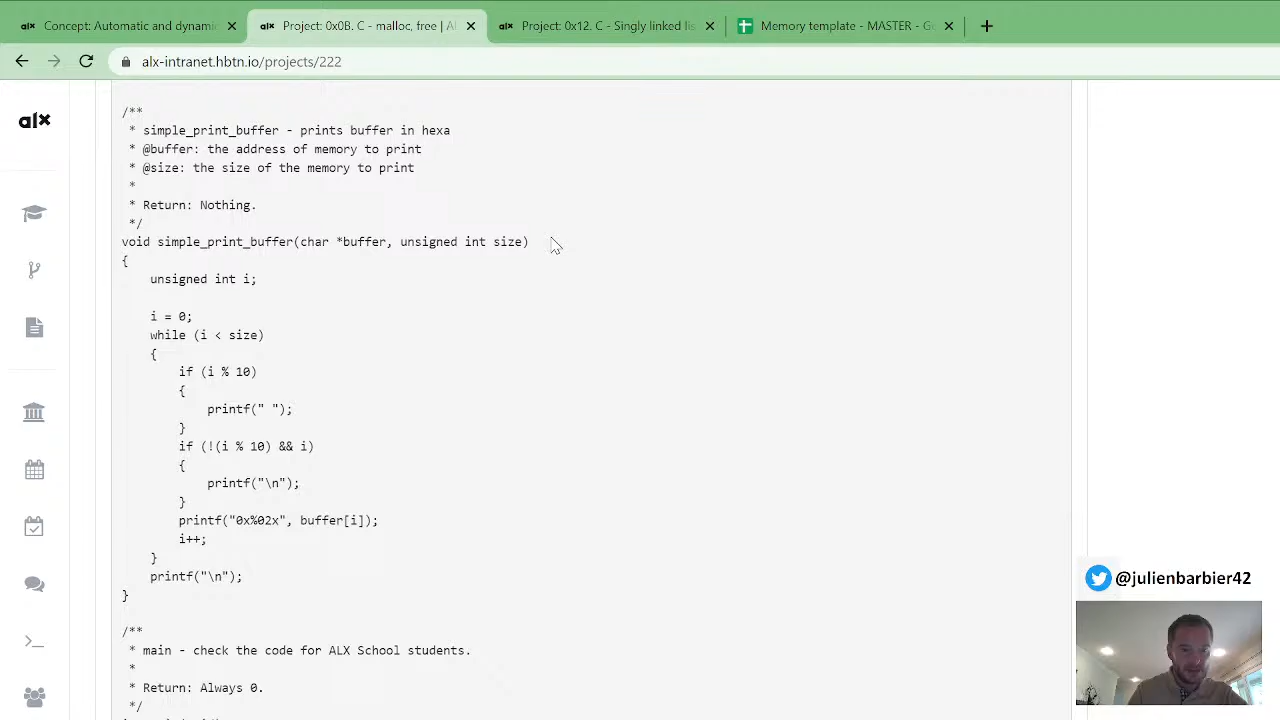 Concept: Automatic and dynamic
Project: 0x0B. C - malloc, free | Al
Project: 0x12. C - Singly linked lis
Memory template - MASTER - Go
alx-intranet.hbtn.io/projects/222
alx
/**
* simple_print_buffer - prints buffer in hexa
* @buffer: the address of memory to print
* @size: the size of the memory to print
*
* Return: Nothing.
*/
void simple_print_buffer(char *buffer, unsigned int size)
{
unsigned int i;
i = 0;
while (i < size)
{
if (i % 10)
{
printf(" ");
}
if (!(i % 10) && i)
{
printf("\n");
}
printf("0x%02x", buffer[i]);
i++;
}
printf("\n");
}
/**
* main - check the code for ALX School students.
*
* Return: Always 0.
*/
@julienbarbier42